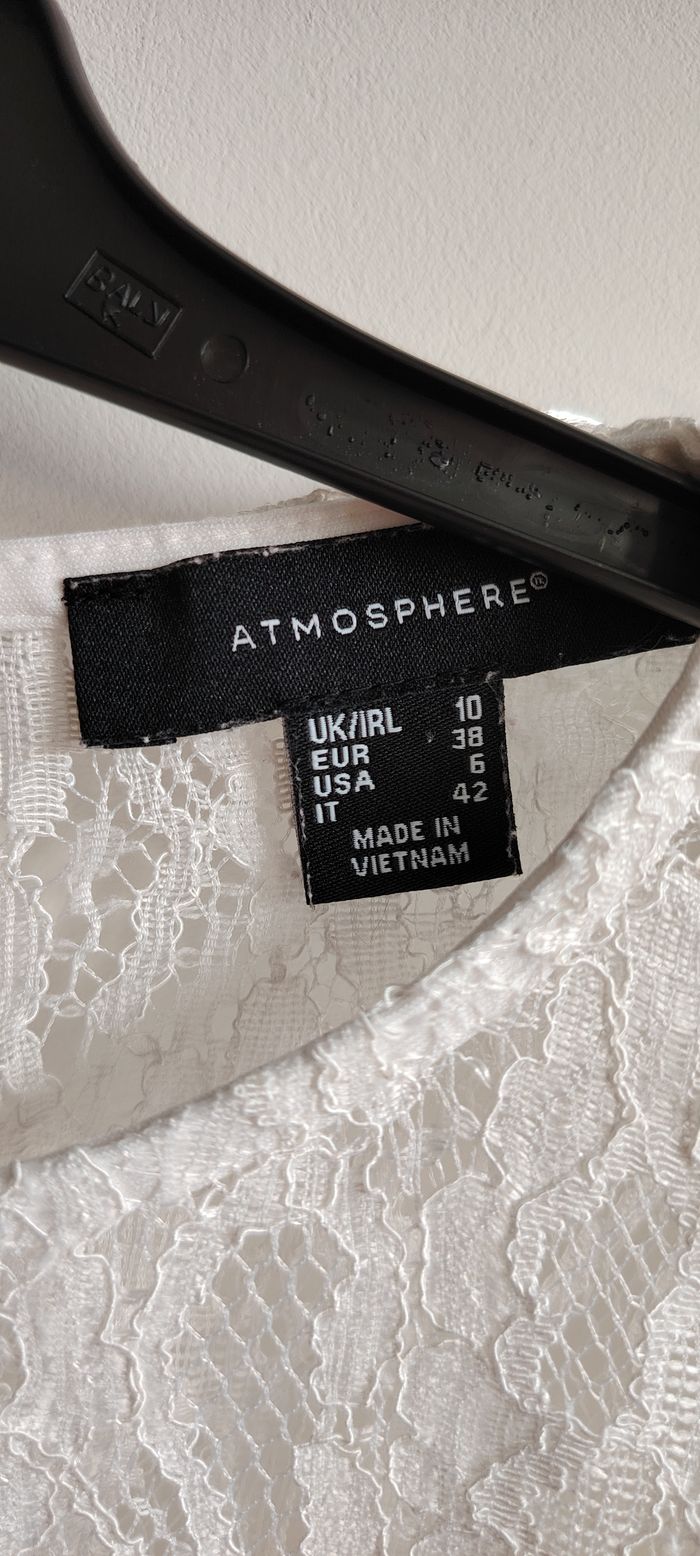 ATMOSPHERE®
UK/IRL 10
EUR 38
USA 6
IT 42
MADE IN
VIETNAM